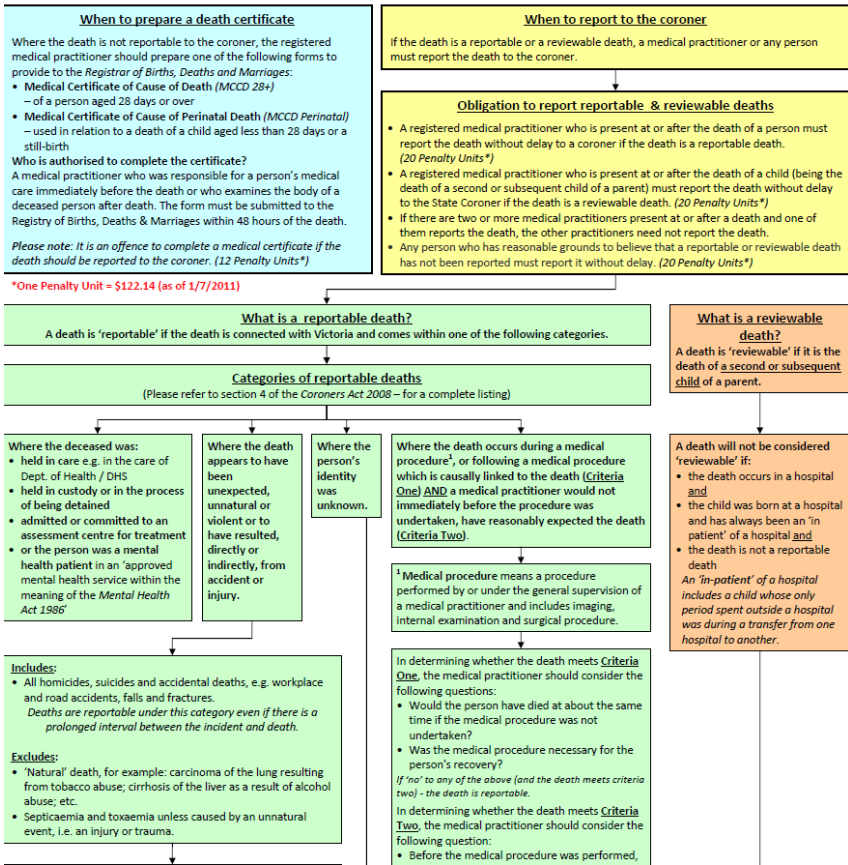 When to prepare a death certificate
Where the death is not reportable to the coroner, the registered
medical practitioner should prepare one of the following forms to
provide to the Registrar of Births, Deaths and Marriages:
• Medical Certificate of Cause of Death (MCCD 28+)
– of a person aged 28 days or over
• Medical Certificate of Cause of Perinatal Death (MCCD Perinatal)
– used in relation to a death of a child aged less than 28 days or a
still-birth
Who is authorised to complete the certificate?
A medical practitioner who was responsible for a person's medical
care immediately before the death or who examines the body of a
deceased person after death. The form must be submitted to the
Registry of Births, Deaths & Marriages within 48 hours of the death.
Please note: It is an offence to complete a medical certificate if the
death should be reported to the coroner. (12 Penalty Units*)
*One Penalty Unit = $122.14 (as of 1/7/2011)
When to report to the coroner
If the death is a reportable or a reviewable death, a medical practitioner or any person
must report the death to the coroner.
Obligation to report reportable & reviewable deaths
• A registered medical practitioner who is present at or after the death of a person must
report the death without delay to a coroner if the death is a reportable death.
(20 Penalty Units*)
• A registered medical practitioner who is present at or after the death of a child (being
the death of a second or subsequent child of a parent) must report the death without delay
to the State Coroner if the death is a reviewable death. (20 Penalty Units*)
• If there are two or more medical practitioners present at or after a death and one of
them reports the death, the other practitioners need not report the death.
• Any person who has reasonable grounds to believe that a reportable or reviewable death
has not been reported must report it without delay. (20 Penalty Units*)
What is a reportable death?
A death is 'reportable' if the death is connected with Victoria and comes within one of the following categories.
Categories of reportable deaths
(Please refer to section 4 of the Coroners Act 2008 – for a complete listing)
Where the deceased was:
• held in care e.g. in the care of
Dept. of Health / DHS
• held in custody or in the process
of being detained
• admitted or committed to an
assessment centre for treatment
• or the person was a mental
health patient in an 'approved
mental health service within the
meaning of the Mental Health
Act 1986'
Where the death
appears to have
been
unexpected,
unnatural or
violent or to
have resulted,
directly or
indirectly, from
accident or
injury.
Where the
person's
identity
was
unknown.
Where the death occurs during a medical
procedure1, or following a medical procedure
which is causally linked to the death (Criteria
One) AND a medical practitioner would not
immediately before the procedure was
undertaken, have reasonably expected the death
(Criteria Two).
1 Medical procedure means a procedure
performed by or under the general supervision of
a medical practitioner and includes imaging,
internal examination and surgical procedure.
Includes:
• All homicides, suicides and accidental deaths, e.g. workplace
and road accidents, falls and fractures.
Deaths are reportable under this category even if there is a
prolonged interval between the incident and death.
Excludes:
• 'Natural' death, for example: carcinoma of the lung resulting
from tobacco abuse; cirrhosis of the liver as a result of alcohol
abuse; etc.
• Septicaemia and toxaemia unless caused by an unnatural
event, i.e. an injury or trauma.
In determining whether the death meets Criteria
One, the medical practitioner should consider the
following questions:
• Would the person have died at about the same
time if the medical procedure was not
undertaken?
• Was the medical procedure necessary for the
person's recovery?
If 'no' to any of the above (and the death meets criteria
two) - the death is reportable.
In determining whether the death meets Criteria
Two, the medical practitioner should consider the
following question:
• Before the medical procedure was performed,
What is a reviewable
death?
A death is 'reviewable' if it is the
death of a second or subsequent
child of a parent.
A death will not be considered
'reviewable' if:
• the death occurs in a hospital
and
• the child was born at a hospital
and has always been an 'in
patient' of a hospital and
• the death is not a reportable
death
An 'in-patient' of a hospital
includes a child whose only
period spent outside a hospital
was during a transfer from one
hospital to another.